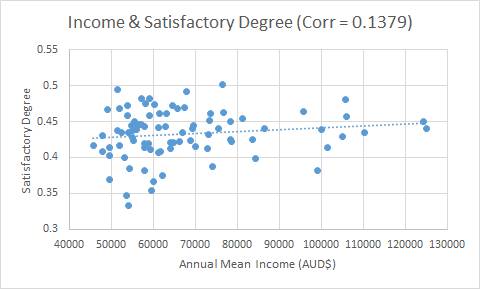 Income & Satisfactory Degree (Corr = 0.1379)
0.55
0.5
0.45
0.4
0.35
0.3
Satisfactory Degree
40000 50000 60000 70000 80000 90000 100000 110000 120000 130000
Annual Mean Income (AUD$)